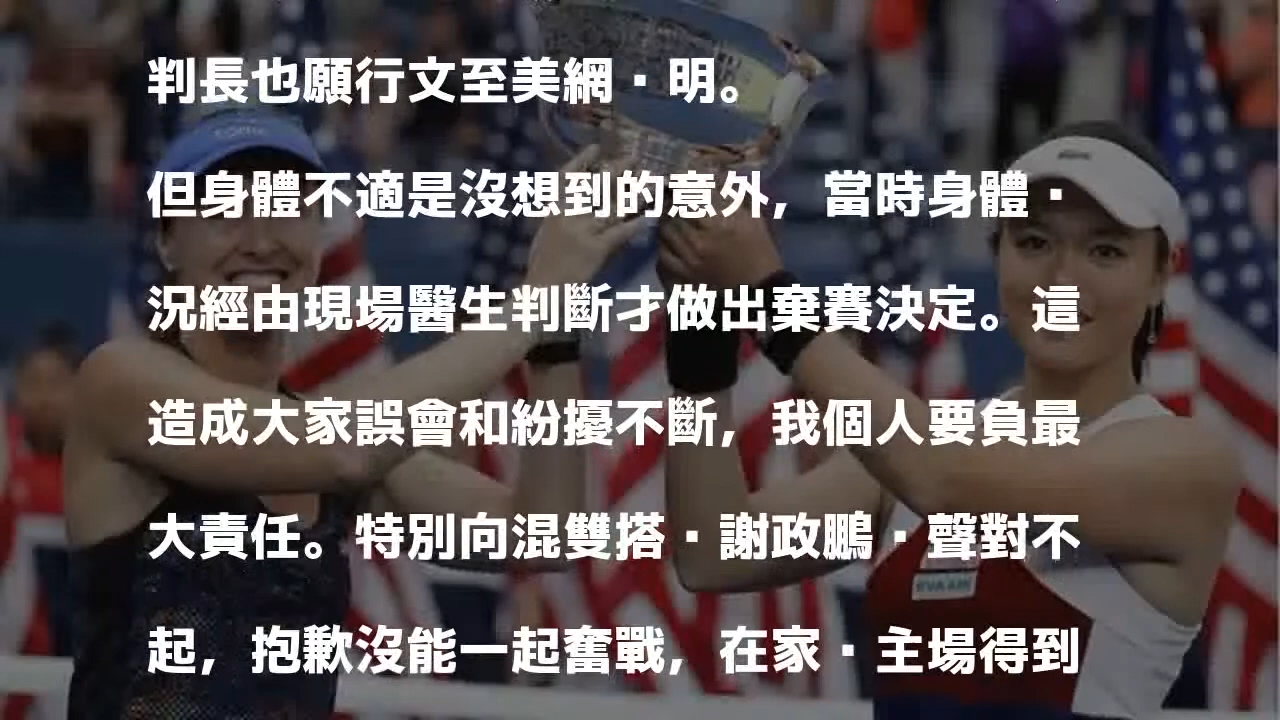 判長也願行文至美網·明。
但身體不適是沒想到的意外，當時身體·
況經由現場醫生判斷才做出棄賽決定。這
造成大家誤會和紛擾不斷，我個人要負最
大責任。特別向混雙搭·謝政鵬·聲對不
起，抱歉沒能一起奮戰，在家·主場得到
EVA AIR